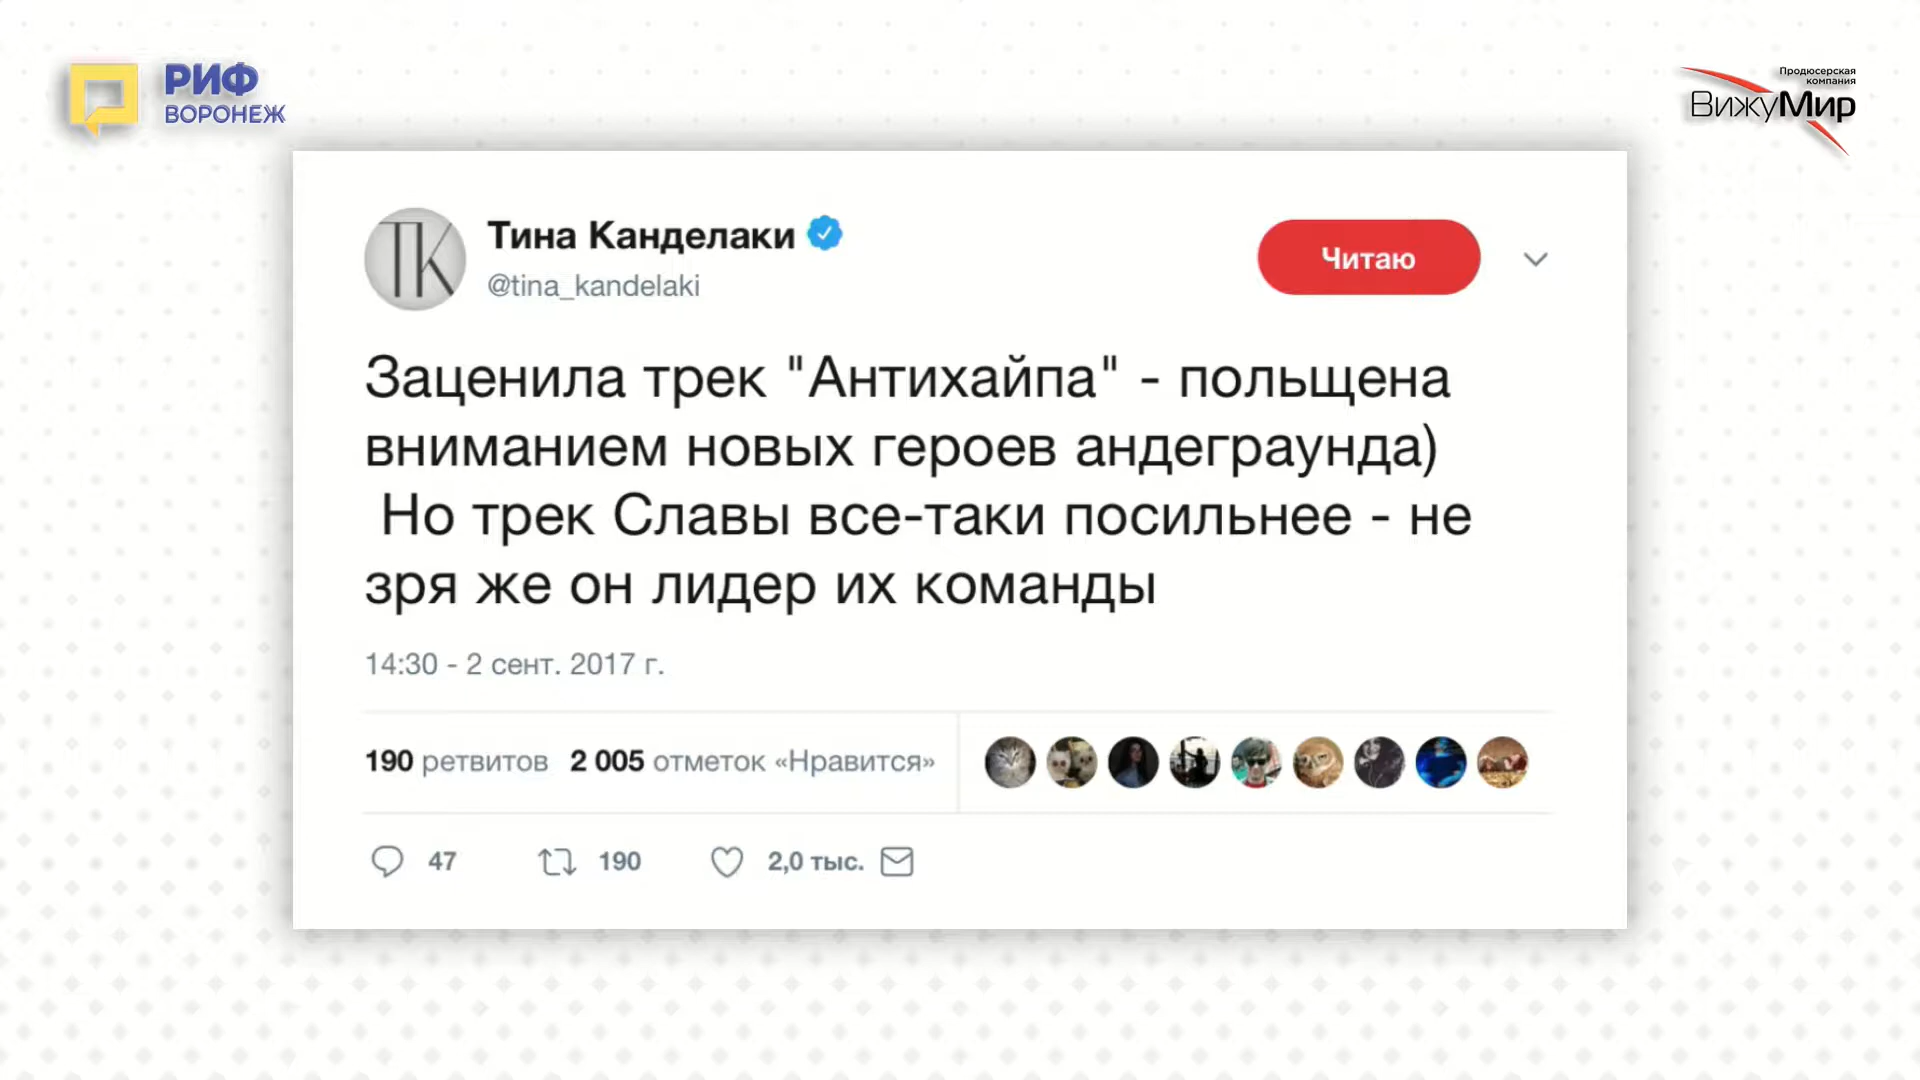 РИФ
ВОРОНЕЖ
Продюсерская
компания
ВижуМир
ТК
Тина Канделаки
@tina_kandelaki
Читаю
Заценила трек "Антихайпа" - польщена
вниманием новых героев андеграунда)
Но трек Славы все-таки посильнее - не
зря же он лидер их команды
14:30 - 2 сент. 2017 г.
190 ретвитов 2 005 отметок «Нравится»
47 190 2,0 тыс.